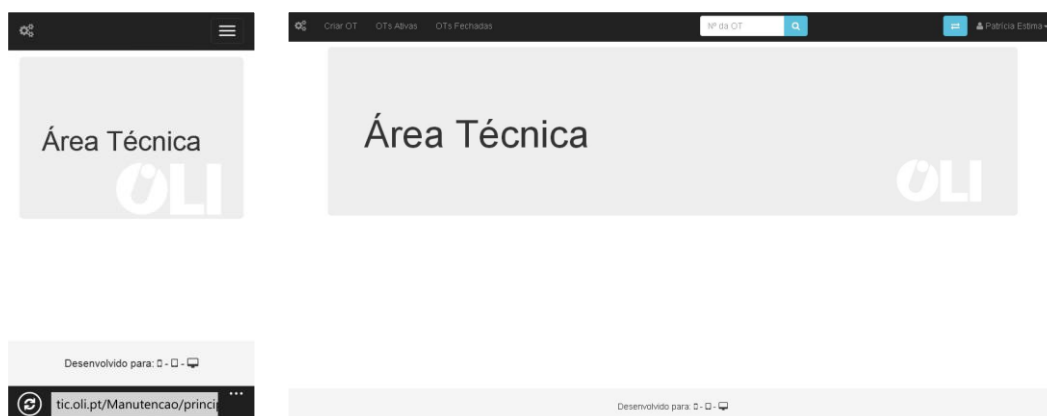 Área Técnica
OLI
Desenvolvido para:
tic.oli.pt/Manutencao/princip
Criar OT OTs Ativas OTs Fechadas Nº da OT Patrícia Estima
Área Técnica
OLI
Desenvolvido para: